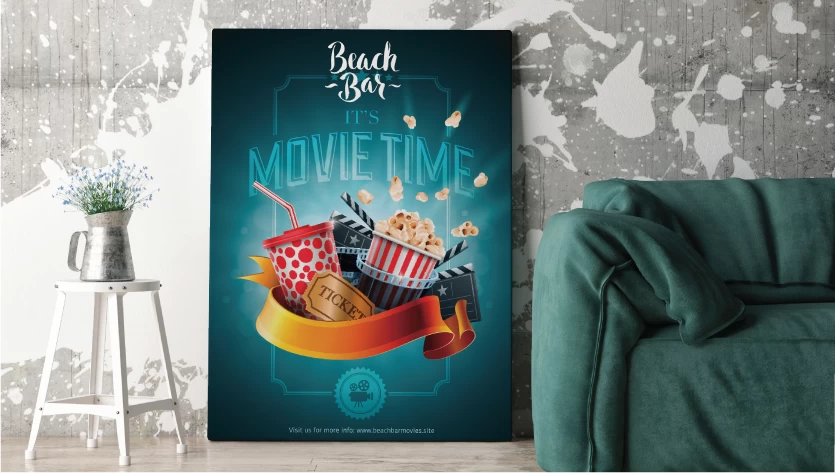 Beach
~Bar~
IT'S
MOVIE TIME
TICKET
Visit us for more info: www.beachbarmovies.site